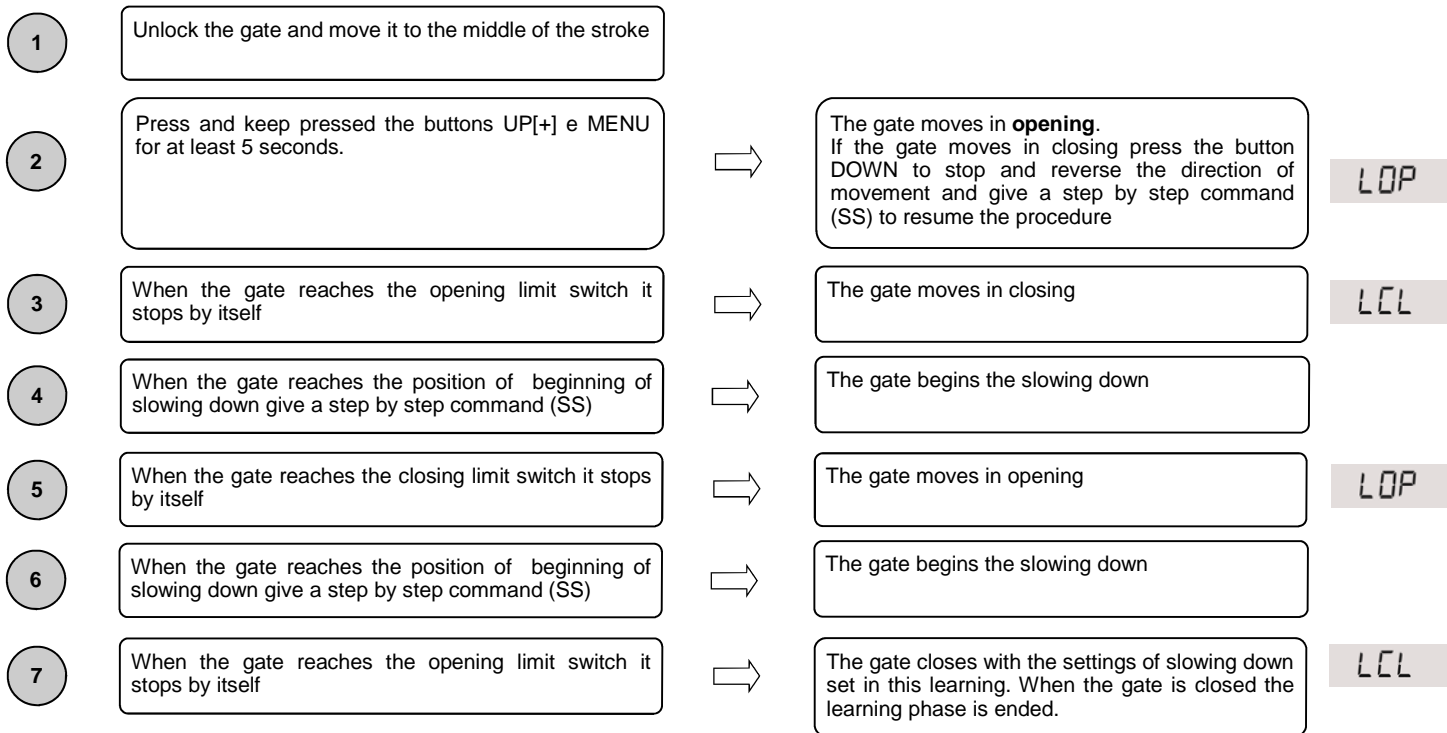 1
Unlock the gate and move it to the middle of the stroke
2
Press and keep pressed the buttons UP[+] e MENU
for at least 5 seconds.
The gate moves in opening.
If the gate moves in closing press the button
DOWN to stop and reverse the direction of
movement and give a step by step command
(SS) to resume the procedure
LOP
3
When the gate reaches the opening limit switch it
stops by itself
The gate moves in closing
LCL
4
When the gate reaches the position of beginning of
slowing down give a step by step command (SS)
The gate begins the slowing down
5
When the gate reaches the closing limit switch it stops
by itself
The gate moves in opening
LOP
6
When the gate reaches the position of beginning of
slowing down give a step by step command (SS)
The gate begins the slowing down
7
When the gate reaches the opening limit switch it
stops by itself
The gate closes with the settings of slowing down
set in this learning. When the gate is closed the
learning phase is ended.
LCL